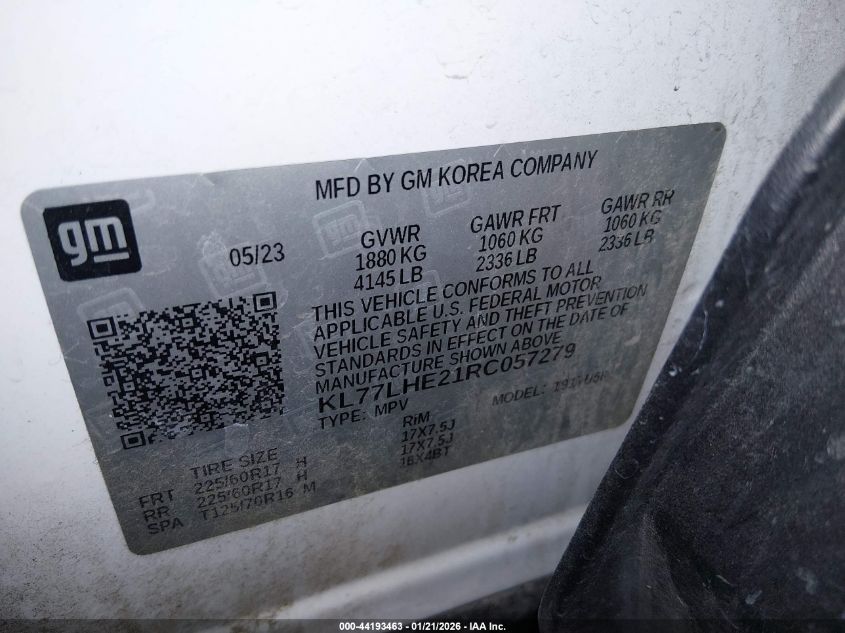 MFD BY GM KOREA COMPANY
gm
05/23
GVWR
1880 KG
4145 LB
GAWR FRT
1060 KG
2336 LB
GAWR RR
1060 KG
2336 LB
THIS VEHICLE CONFORMS TO ALL
APPLICABLE U.S. FEDERAL MOTOR
VEHICLE SAFETY AND THEFT PREVENTION
STANDARDS IN EFFECT ON THE DATE OF
MANUFACTURE SHOWN ABOVE
KL77LHE21RC057279
TYPE: MPV
MODEL:
TIRE SIZE RIM
FRT 225/60R17 H 17X7.5J
RR 225/60R17 H 17X7.5J
SPA T125/70R16 M 16X4BT
000-44193463 - 01/21/2026 - IAA Inc.